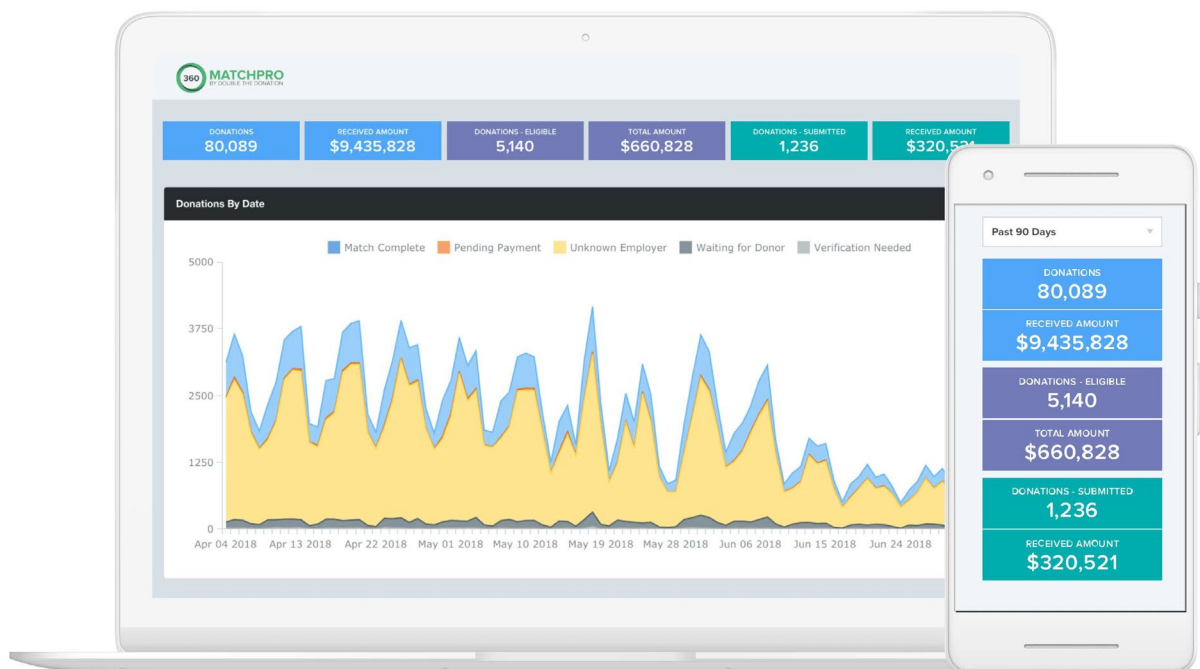 360 MATCHPRO
BY DOUBLE THE DONATION
DONATIONS
80,089
RECEIVED AMOUNT
$9,435,828
DONATIONS - ELIGIBLE
5,140
TOTAL AMOUNT
$660,828
DONATIONS - SUBMITTED
1,236
RECEIVED AMOUNT
$320,521
Donations By Date
Match Complete Pending Payment Unknown Employer Waiting for Donor Verification Needed
5000
3750
2500
1250
0
Apr 04 2018 Apr 13 2018 Apr 22 2018 May 01 2018 May 10 2018 May 19 2018 May 28 2018 Jun 06 2018 Jun 15 2018 Jun 24 2018
Past 90 Days
DONATIONS
80,089
RECEIVED AMOUNT
$9,435,828
DONATIONS - ELIGIBLE
5,140
TOTAL AMOUNT
$660,828
DONATIONS - SUBMITTED
1,236
RECEIVED AMOUNT
$320,521